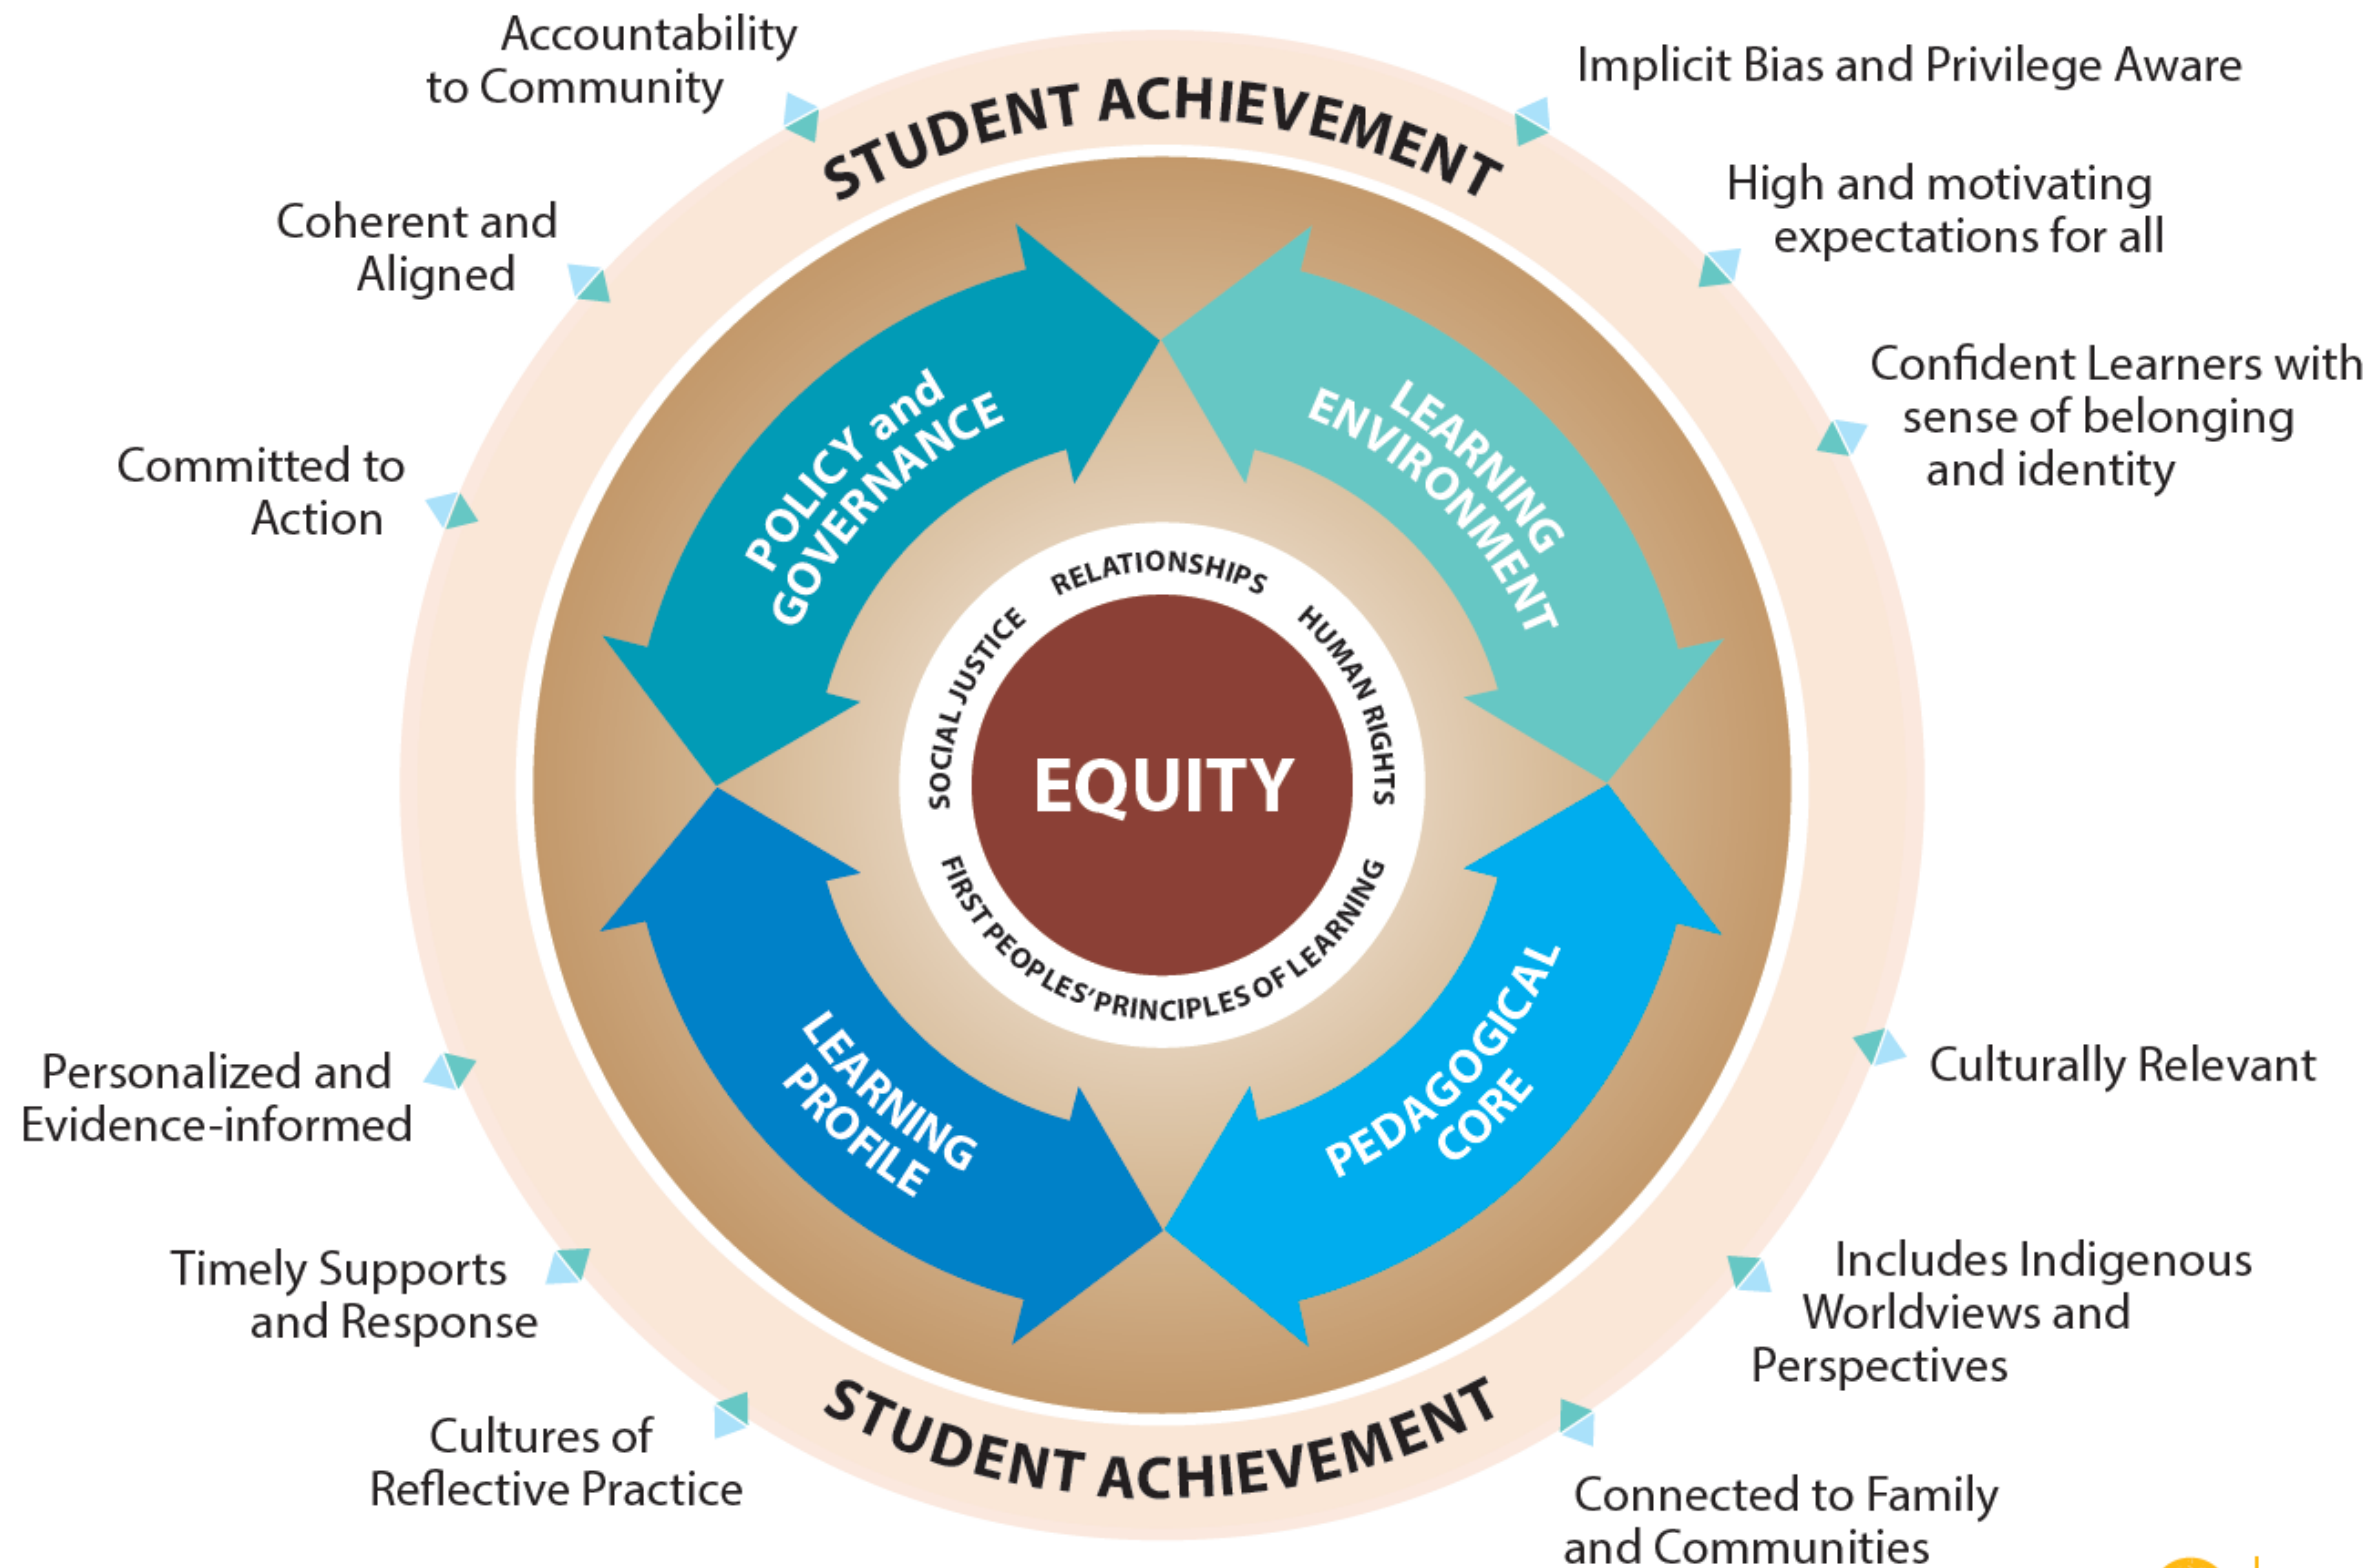 Accountability
to Community
Implicit Bias and Privilege Aware
STUDENT ACHIEVEMENT
High and motivating
expectations for all
Coherent and
Aligned
Confident Learners with
sense of belonging
and identity
Committed to
Action
POLICY and
GOVERNANCE
LEARNING
ENVIRONMENT
RELATIONSHIPS
SOCIAL JUSTICE
HUMAN RIGHTS
EQUITY
FIRST PEOPLES' PRINCIPLES OF LEARNING
LEARNING
PROFILE
PEDAGOGICAL
CORE
Personalized and
Evidence-informed
Culturally Relevant
Timely Supports
and Response
Includes Indigenous
Worldviews and
Perspectives
STUDENT ACHIEVEMENT
Cultures of
Reflective Practice
Connected to Family
and Communities